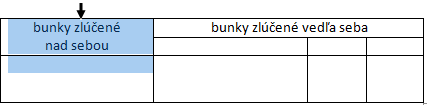 bunky zlúčené
nad sebou
bunky zlúčené vedľa seba